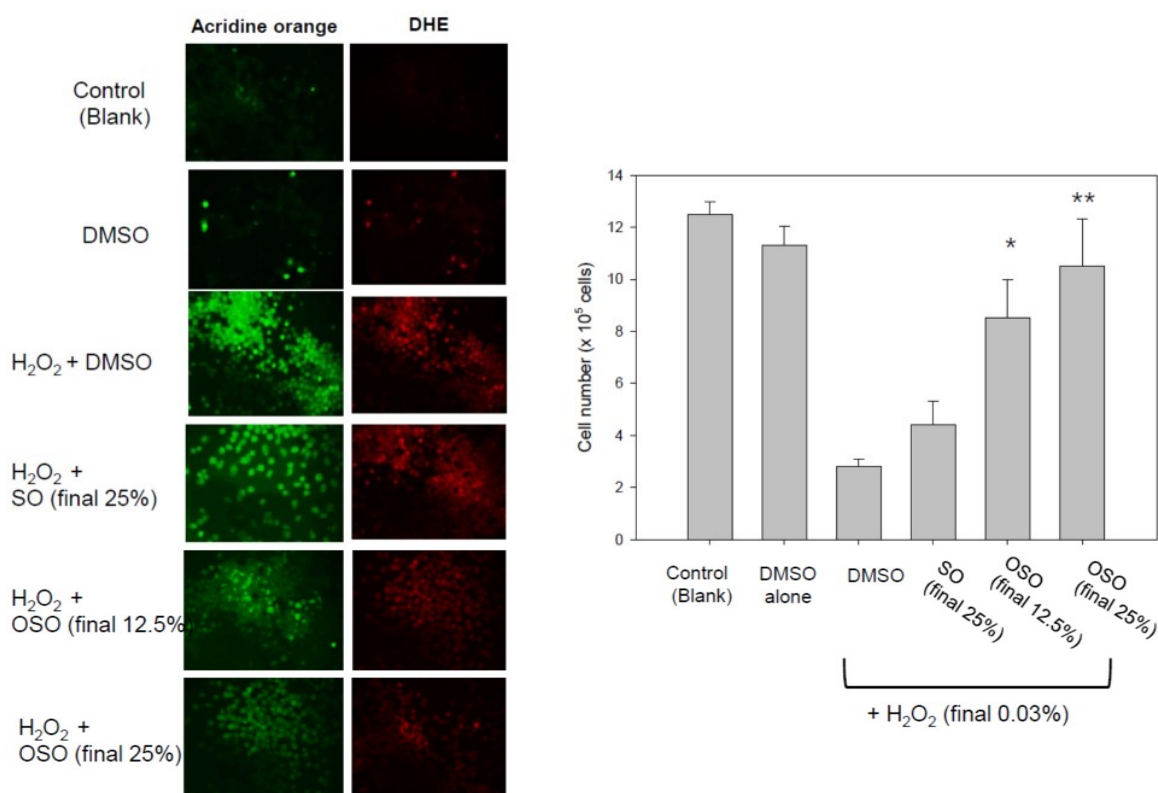 Acridine orange
DHE
Control
(Blank)
DMSO
H₂O₂ + DMSO
H₂O₂ +
SO (final 25%)
H₂O₂ +
OSO (final 12.5%)
H₂O₂ +
OSO (final 25%)
Cell number (x 10⁵ cells)
14
12
10
8
6
4
2
0
*
**
Control
(Blank)
DMSO
alone
DMSO
SO
(final 25%)
OSO
(final 12.5%)
OSO
(final 25%)
+ H₂O₂ (final 0.03%)